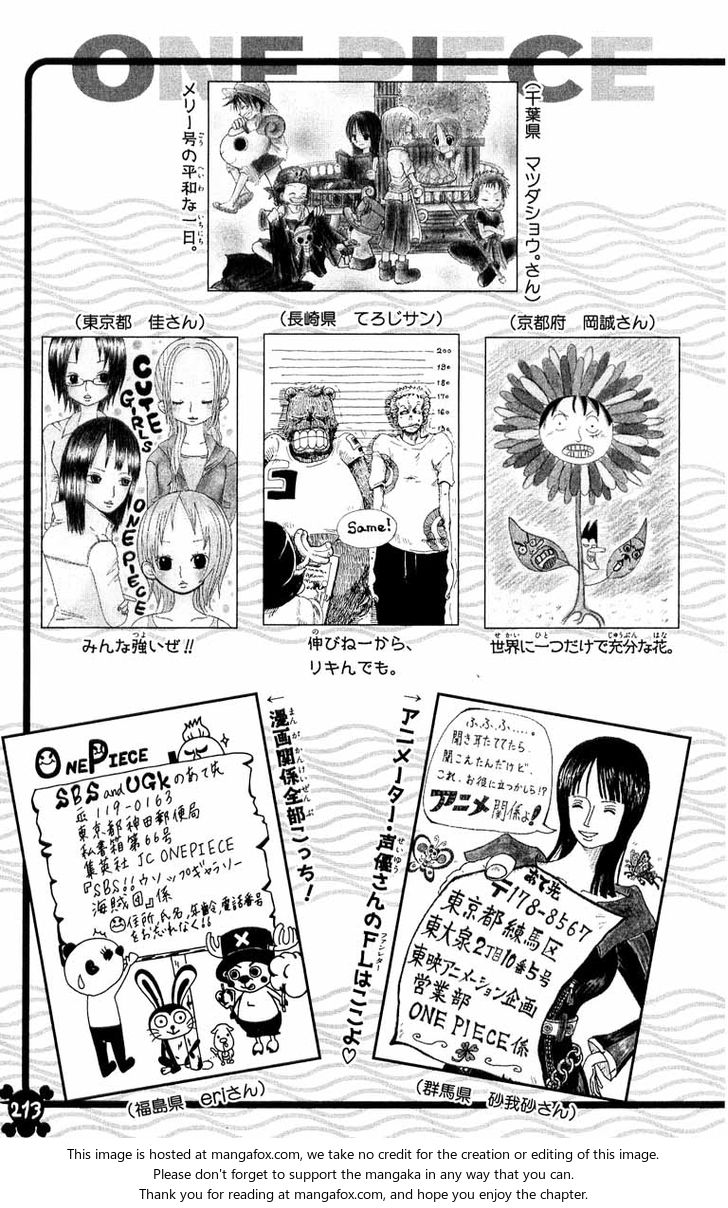 ONE PIECE
(千葉県 マツダショウ。さん)
メリー号の平和な一日。
(東京都 佳さん)
(長崎県 てろじサン)
(京都府 岡誠さん)
CUTE
GIRLS
ONE PIECE
200
190
180
170
160
Same!
コ
みんな強いぜ!!
伸びねーから、
リキんでも。
世界に一つだけで充分な花。
←漫画関係全部こっち!
→アニメーター・声優さんのFLはここよ♡
ONE PIECE
SBS and UGKのあて先
〒119-0163
東京都神田郵便局
私書箱第66号
集英社 JC ONEPIECE
『SBS!!ウソップギャラリー
海賊団』係
住所、氏名、年齢、電話番号
をわすれなく!!
ふ、ふ、ふ……。
聞き耳たててたら、
聞こえたんだけど、
これ、お役に立つかしら!?
アニメ関係よ!
あて先
〒178-8567
東京都練馬区
東大泉2丁目10番5号
東映アニメーション企画
営業部
ONE PIECE係
(福島県 erlさん)
(群馬県 砂我砂さん)
213
This image is hosted at mangafox.com, we take no credit for the creation or editing of this image.
Please don't forget to support the mangaka in any way that you can.
Thank you for reading at mangafox.com, and hope you enjoy the chapter.